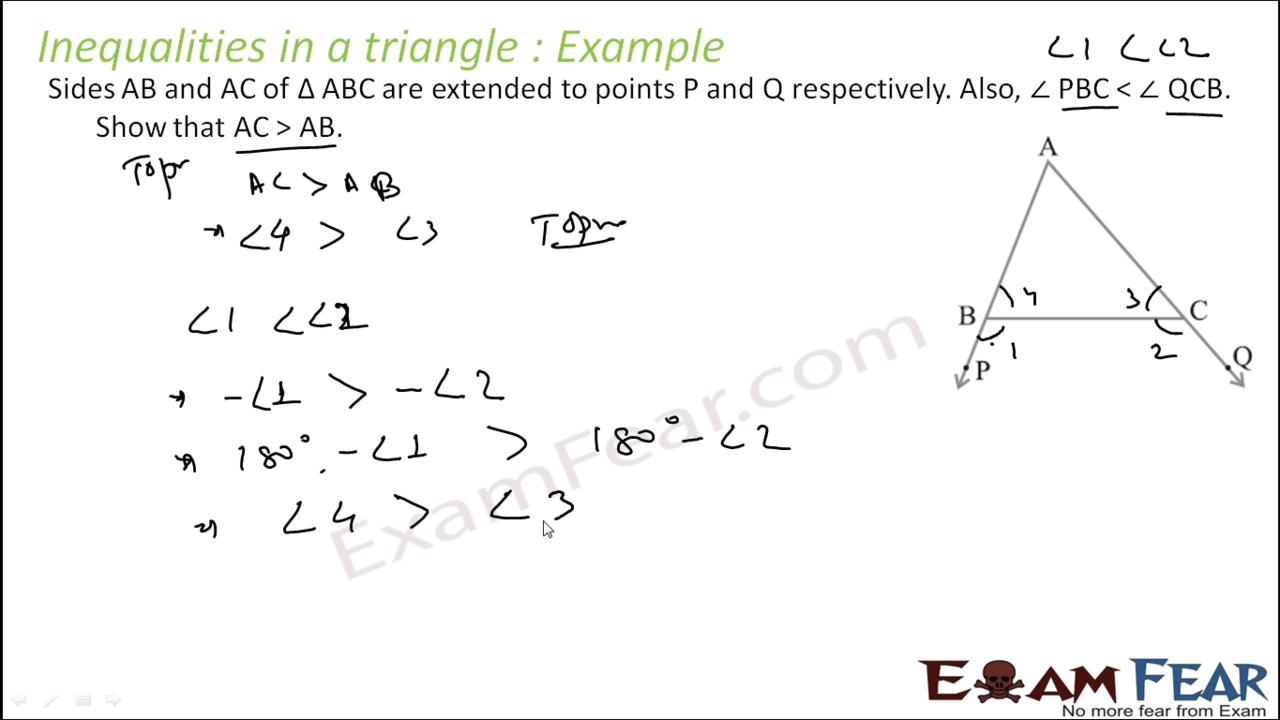 Inequalities in a triangle : Example
∠1 < ∠2
Sides AB and AC of Δ ABC are extended to points P and Q respectively. Also, ∠ PBC < ∠ QCB.
Show that AC > AB.
Topr AC > AB
→ ∠4 > ∠3 Topr
∠1 < ∠2
→ -∠1 > -∠2
⇒ 180° - ∠1 > 180° - ∠2
⇒ ∠4 > ∠3
A
B 4 3 C
P 1 2 Q
ExamFear.com
EXAM FEAR
No more fear from Exam